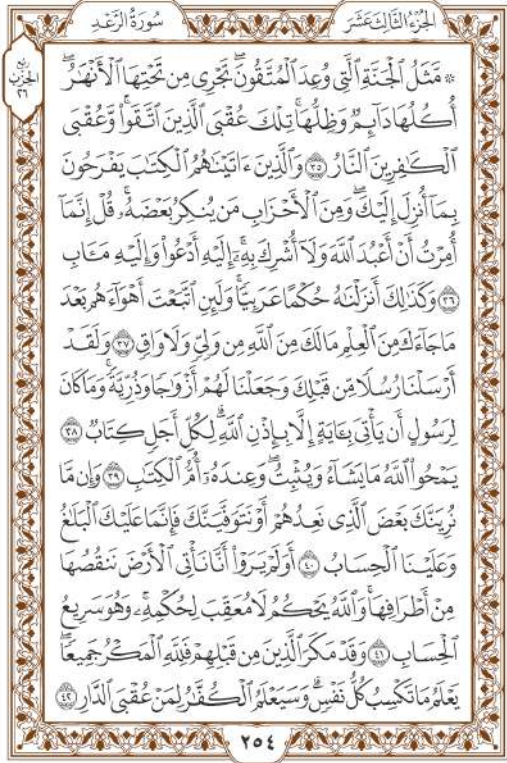 الجزء الثالث عشر
سورة الرعد
ربع
الحزب
٢٦
۞ مَّثَلُ ٱلْجَنَّةِ ٱلَّتِى وُعِدَ ٱلْمُتَّقُونَۖ تَجْرِى مِن تَحْتِهَا ٱلْأَنْهَٰرُۖ
أُكُلُهَا دَآئِمٌ وَظِلُّهَاۚ تِلْكَ عُقْبَى ٱلَّذِينَ ٱتَّقَوا۟ۖ وَّعُقْبَى
ٱلْكَٰفِرِينَ ٱلنَّارُ ٣٥ وَٱلَّذِينَ ءَاتَيْنَٰهُمُ ٱلْكِتَٰبَ يَفْرَحُونَ
بِمَآ أُنزِلَ إِلَيْكَۖ وَمِنَ ٱلْأَحْزَابِ مَن يُنكِرُ بَعْضَهُۥۚ قُلْ إِنَّمَآ
أُمِرْتُ أَنْ أَعْبُدَ ٱللَّهَ وَلَآ أُشْرِكَ بِهِۦٓۚ إِلَيْهِ أَدْعُوا۟ وَإِلَيْهِ مَـَٔابِ
٣٦ وَكَذَٰلِكَ أَنزَلْنَٰهُ حُكْمًا عَرَبِيًّاۚ وَلَئِنِ ٱتَّبَعْتَ أَهْوَآءَهُم بَعْدَ
مَا جَآءَكَ مِنَ ٱلْعِلْمِ مَا لَكَ مِنَ ٱللَّهِ مِن وَلِىٍّ وَلَا وَاقٍ ٣٧ وَلَقَدْ
أَرْسَلْنَا رُسُلًا مِّن قَبْلِكَ وَجَعَلْنَا لَهُمْ أَزْوَٰجًا وَذُرِّيَّةًۚ وَمَا كَانَ
لِرَسُولٍ أَن يَأْتِىَ بِـَٔايَةٍ إِلَّا بِإِذْنِ ٱللَّهِۗ لِكُلِّ أَجَلٍ كِتَابٌ ٣٨
يَمْحُوا۟ ٱللَّهُ مَا يَشَآءُ وَيُثْبِتُۖ وَعِندَهُۥٓ أُمُّ ٱلْكِتَٰبِ ٣٩ وَإِن مَّا
نُرِيَنَّكَ بَعْضَ ٱلَّذِى نَعِدُهُمْ أَوْ نَتَوَفَّيَنَّكَ فَإِنَّمَا عَلَيْكَ ٱلْبَلَٰغُ
وَعَلَيْنَا ٱلْحِسَابُ ٤٠ أَوَلَمْ يَرَوْا۟ أَنَّا نَأْتِى ٱلْأَرْضَ نَنقُصُهَا
مِنْ أَطْرَافِهَاۚ وَٱللَّهُ يَحْكُمُ لَا مُعَقِّبَ لِحُكْمِهِۦۚ وَهُوَ سَرِيعُ
ٱلْحِسَابِ ٤١ وَقَدْ مَكَرَ ٱلَّذِينَ مِن قَبْلِهِمْ فَلِلَّهِ ٱلْمَكْرُ جَمِيعًاۖ
يَعْلَمُ مَا تَكْسِبُ كُلُّ نَفْسٍۗ وَسَيَعْلَمُ ٱلْكُفَّٰرُ لِمَنْ عُقْبَى ٱلدَّارِ ٤٢
٢٥٤